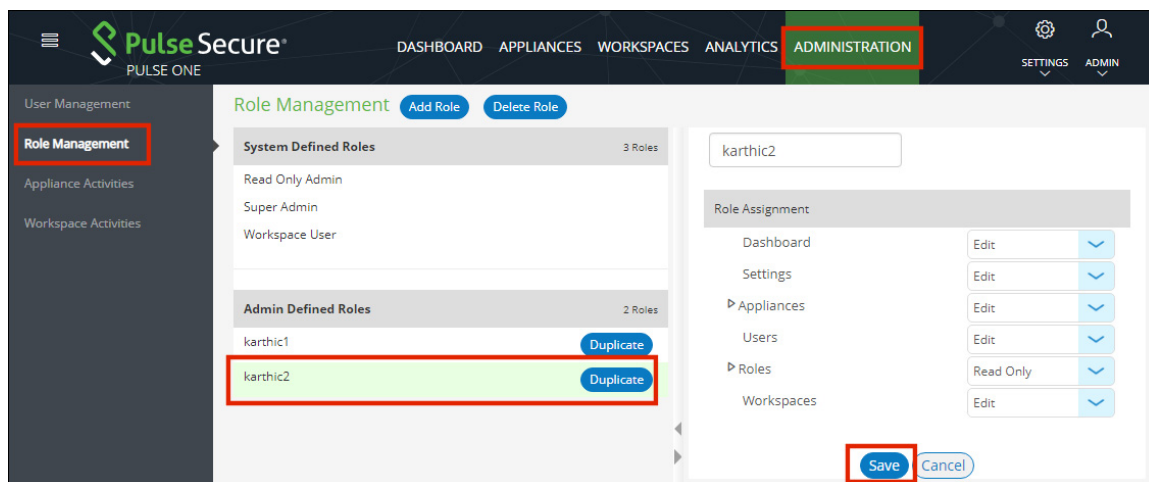 Pulse Secure®
PULSE ONE
DASHBOARD APPLIANCES WORKSPACES ANALYTICS ADMINISTRATION
SETTINGS ADMIN
User Management
Role Management
Appliance Activities
Workspace Activities
Role Management Add Role Delete Role
System Defined Roles 3 Roles
Read Only Admin
Super Admin
Workspace User
Admin Defined Roles 2 Roles
karthic1 Duplicate
karthic2 Duplicate
karthic2
Role Assignment
Dashboard Edit
Settings Edit
Appliances Edit
Users Edit
Roles Read Only
Workspaces Edit
Save Cancel